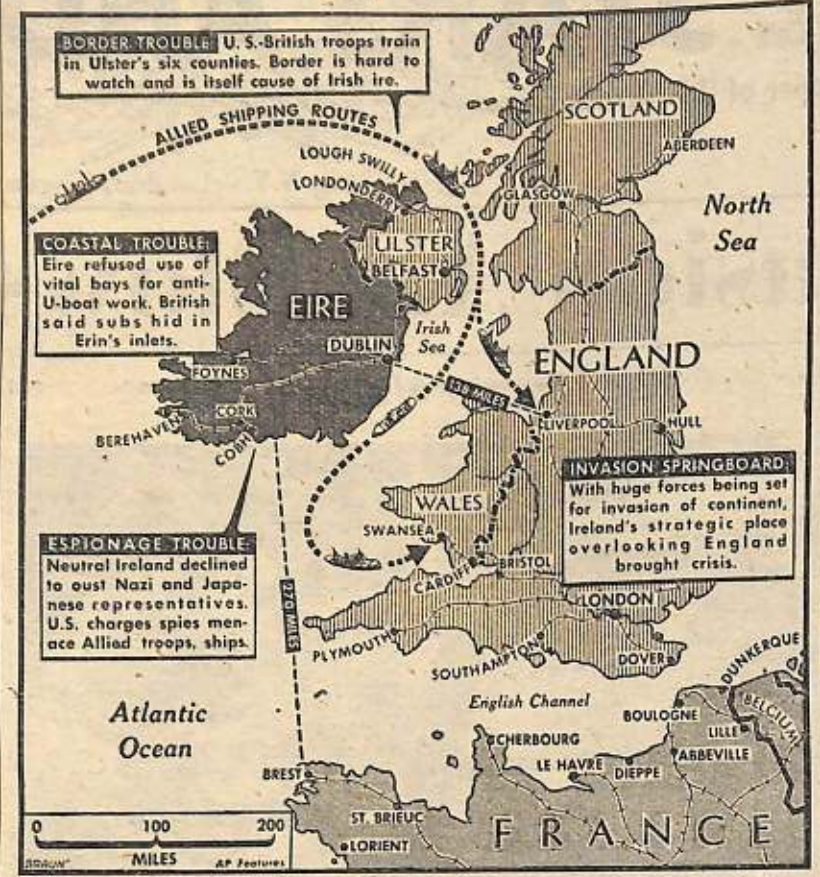 BORDER TROUBLE: U. S.-British troops train
in Ulster's six counties. Border is hard to
watch and is itself cause of Irish ire.
ALLIED SHIPPING ROUTES
SCOTLAND
ABERDEEN
LOUGH SWILLY
LONDONDERRY
GLASGOW
North
Sea
COASTAL TROUBLE:
Eire refused use of
vital bays for anti-
U-boat work. British
said subs hid in
Erin's inlets.
ULSTER
BELFAST
EIRE
Irish
Sea
DUBLIN
ENGLAND
FOYNES
138 MILES
CORK
LIVERPOOL
HULL
BEREHAVEN
COBH
INVASION SPRINGBOARD:
With huge forces being set
for invasion of continent,
Ireland's strategic place
overlooking England
brought crisis.
WALES
SWANSEA
ESPIONAGE TROUBLE
Neutral Ireland declined
to oust Nazi and Japa-
nese representatives.
U.S. charges spies men-
ace Allied troops, ships.
CARDIFF
BRISTOL
270 MILES
LONDON
PLYMOUTH
SOUTHAMPTON
DOVER
DUNKERQUE
English Channel
Atlantic
Ocean
BOULOGNE
BELGIUM
LILLE
CHERBOURG
ABBEVILLE
LE HAVRE
DIEPPE
BREST
ST. BRIEUC
FRANCE
LORIENT
0 100 200
MILES
BRAUN
AP Features